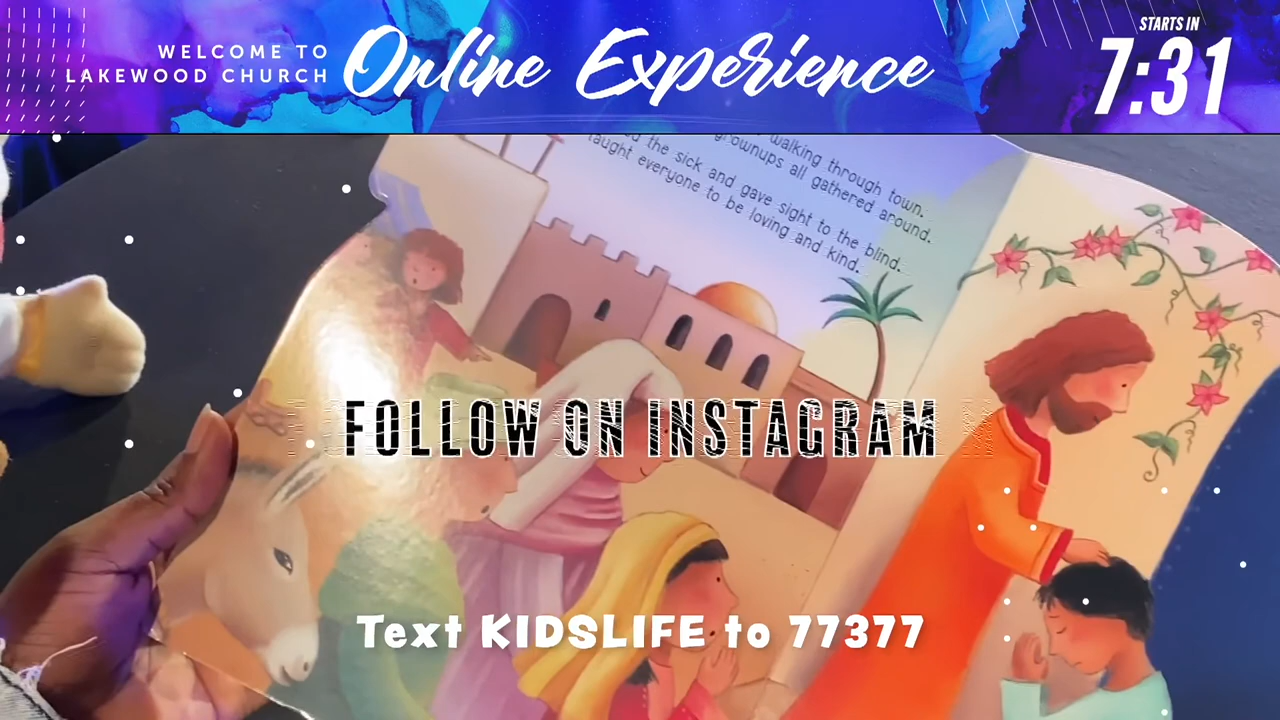 WELCOME TO
LAKEWOOD CHURCH
Online Experience
STARTS IN
7:31
walking through town.
grownups all gathered around.
the sick and gave sight to the blind.
taught everyone to be loving and kind.
FOLLOW ON INSTAGRAM
Text KIDSLIFE to 77377